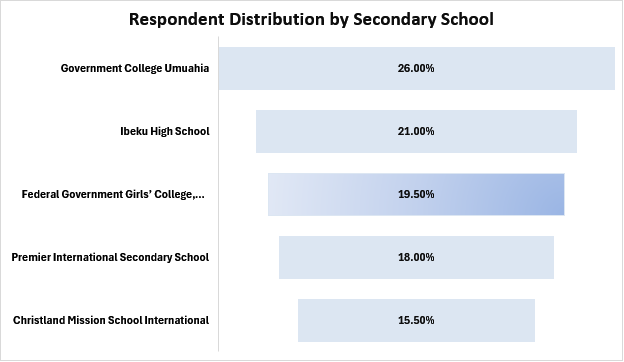 Respondent Distribution by Secondary School
Government College Umuahia 26.00%
Ibeku High School 21.00%
Federal Government Girls’ College,... 19.50%
Premier International Secondary School 18.00%
Christland Mission School International 15.50%